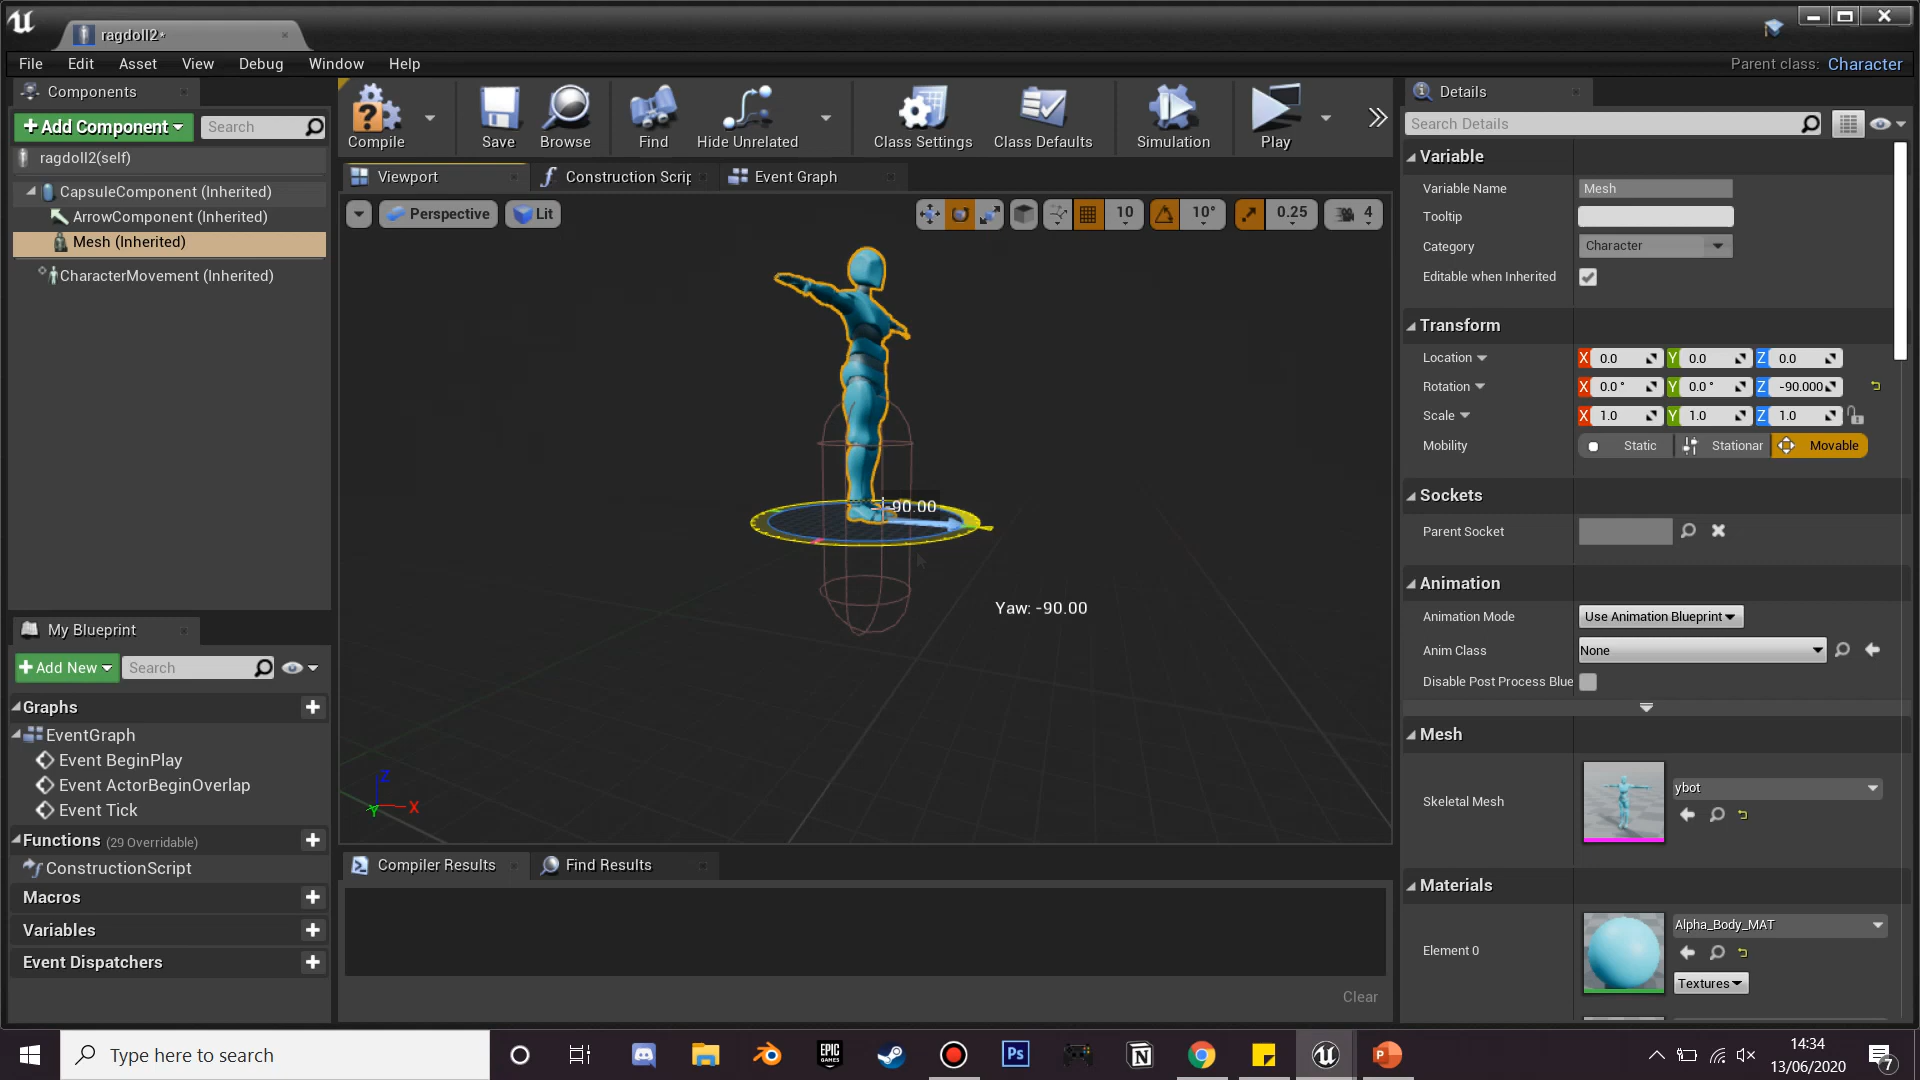 ragdoll2*
File Edit Asset View Debug Window Help
Parent class: Character
Components
+Add Component
Search
ragdoll2(self)
CapsuleComponent (Inherited)
ArrowComponent (Inherited)
Mesh (Inherited)
CharacterMovement (Inherited)
My Blueprint
+Add New
Search
Graphs
EventGraph
Event BeginPlay
Event ActorBeginOverlap
Event Tick
Functions (29 Overridable)
ConstructionScript
Macros
Variables
Event Dispatchers
Compile Save Browse Find Hide Unrelated Class Settings Class Defaults Simulation Play
Viewport Construction Scrip Event Graph
Perspective Lit 10 10° 0.25 4
-90.00
Yaw: -90.00
Z
X
Y
Compiler Results Find Results
Clear
Details
Search Details
Variable
Variable Name Mesh
Tooltip
Category Character
Editable when Inherited
Transform
Location X 0.0 Y 0.0 Z 0.0
Rotation X 0.0 ° Y 0.0 ° Z -90.000
Scale X 1.0 Y 1.0 Z 1.0
Mobility Static Stationar Movable
Sockets
Parent Socket
Animation
Animation Mode Use Animation Blueprint
Anim Class None
Disable Post Process Blue
Mesh
Skeletal Mesh ybot
Materials
Element 0 Alpha_Body_MAT
Textures
Type here to search
EPIC GAMES
Ps
N
P
14:34
13/06/2020
7